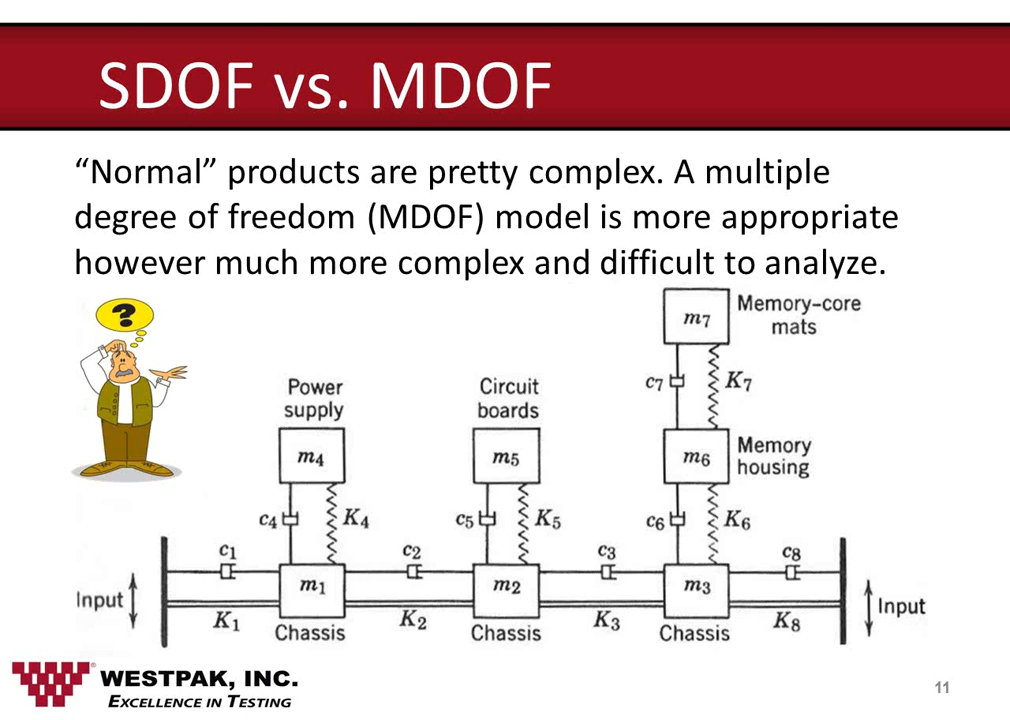 SDOF vs. MDOF
“Normal” products are pretty complex. A multiple
degree of freedom (MDOF) model is more appropriate
however much more complex and difficult to analyze.
?
m7
Memory-core
mats
c7
K7
Power
supply
Circuit
boards
m4
m5
m6
Memory
housing
c4
K4
c5
K5
c6
K6
c1
c2
c3
c8
Input
m1
m2
m3
Input
K1
K2
K3
K8
Chassis
Chassis
Chassis
WESTPAK, INC.
EXCELLENCE IN TESTING
11